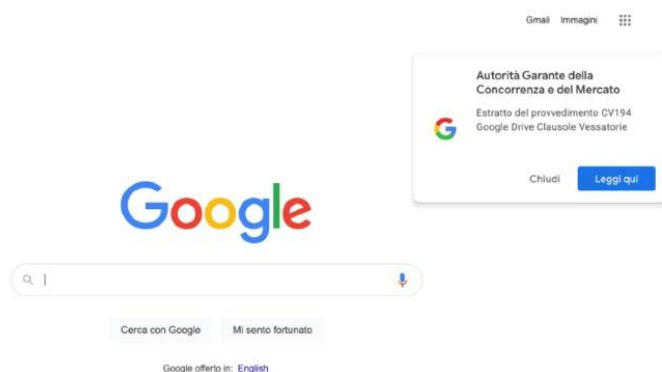 Gmail Immagini
Autorità Garante della
Concorrenza e del Mercato
Estratto del provvedimento CV194
Google Drive Clausole Vessatorie
Chiudi Leggi qui
Google
Cerca con Google Mi sento fortunato
Google offerto in: English